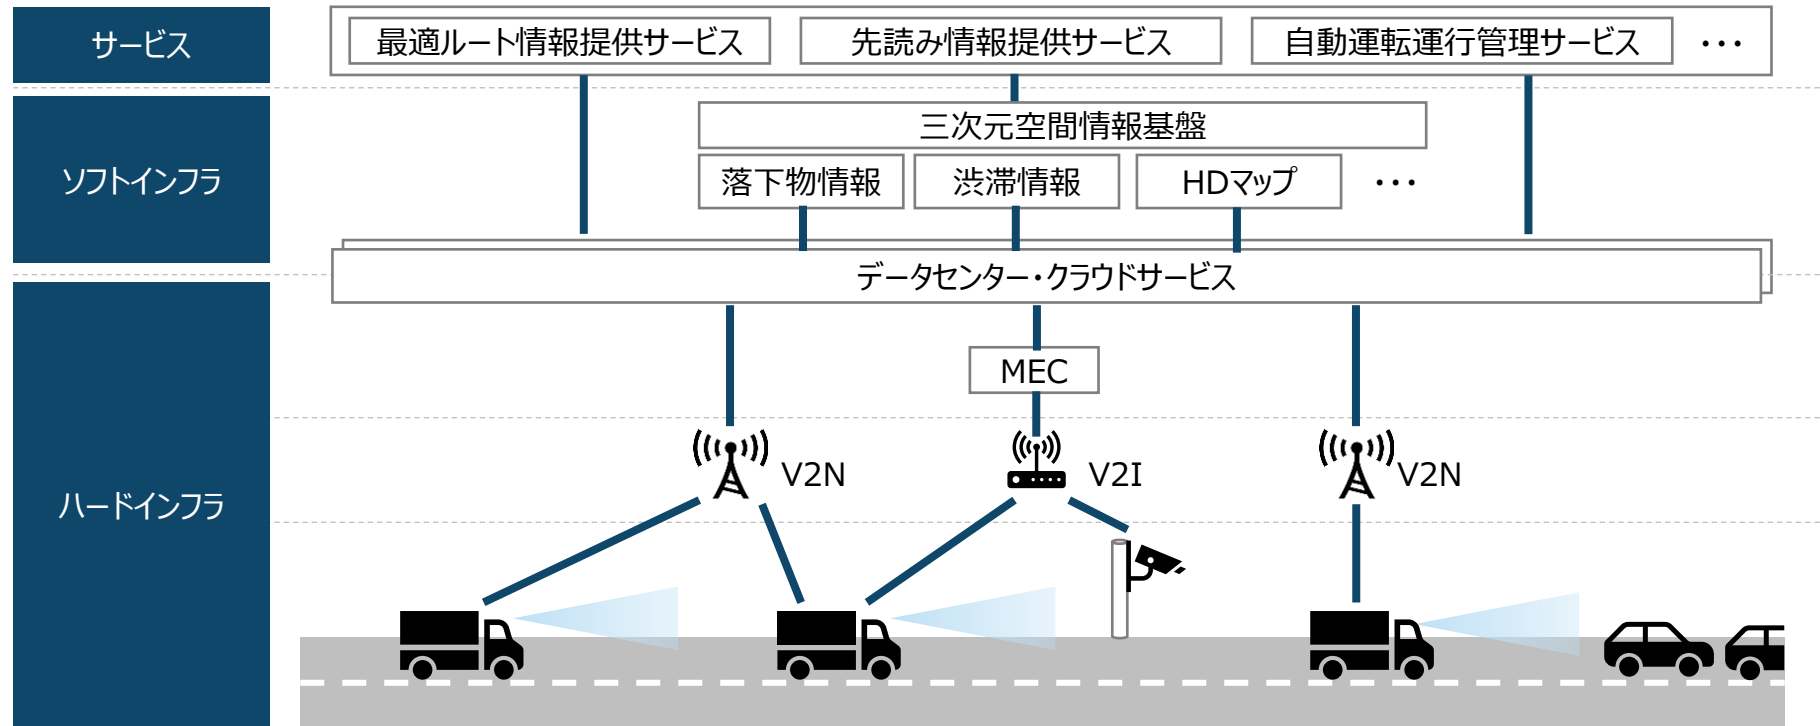 サービス
最適ルート情報提供サービス
先読み情報提供サービス
自動運転運行管理サービス
・・・
ソフトインフラ
三次元空間情報基盤
落下物情報
渋滞情報
HDマップ
・・・
データセンター・クラウドサービス
ハードインフラ
MEC
V2N
V2I
V2N